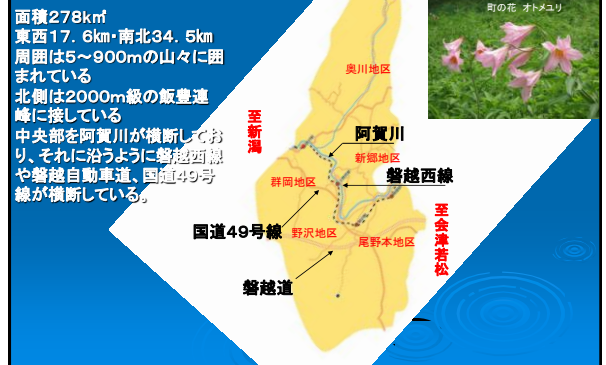 面積278k㎡
東西17．6㎞・南北34．5㎞
周囲は5～900mの山々に囲
まれている
北側は2000m級の飯豊連
峰に接している
中央部を阿賀川が横断してお
り、それに沿うように磐越西線
や磐越自動車道、国道49号
線が横断している。
町の花　オトメユリ
奥川地区
至新潟
阿賀川
新郷地区
磐越西線
群岡地区
国道49号線
野沢地区
尾野本地区
至会津若松
磐越道